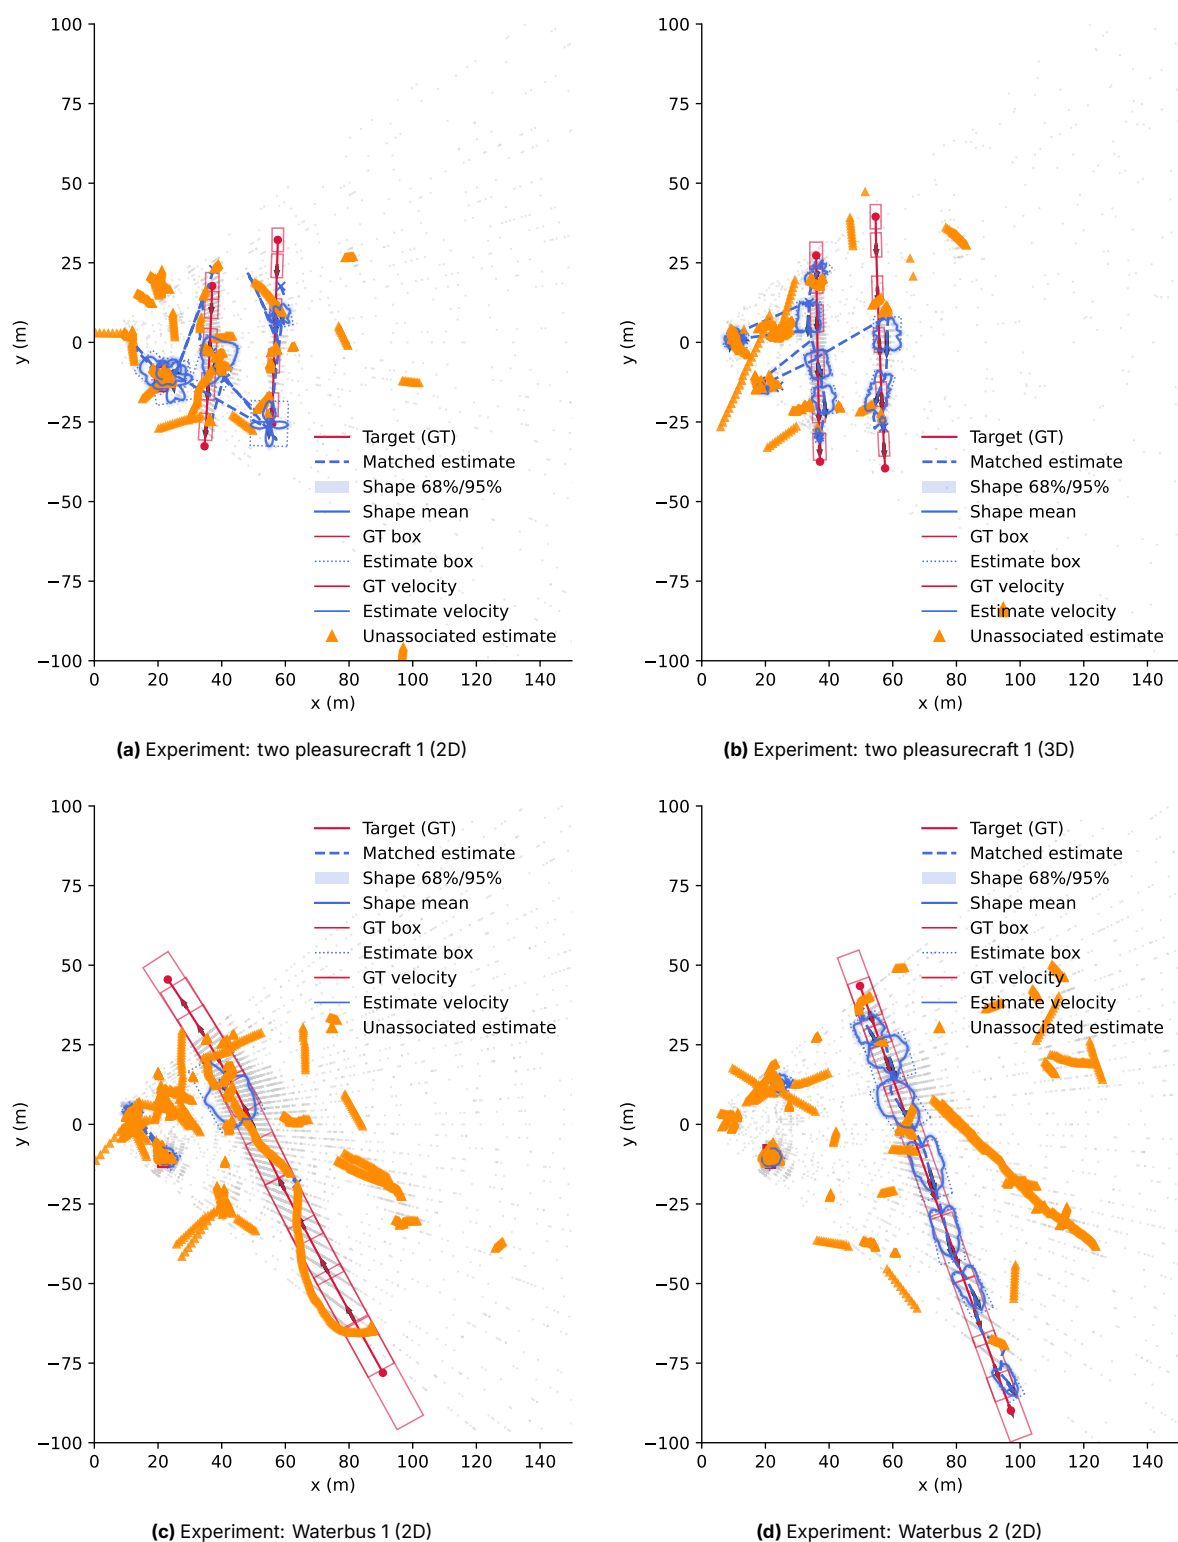 100
75
50
25
0
−25
−50
−75
−100
y (m)
0 20 40 60 80 100 120 140
x (m)
Target (GT)
Matched estimate
Shape 68%/95%
Shape mean
GT box
Estimate box
GT velocity
Estimate velocity
Unassociated estimate
(a) Experiment: two pleasurecraft 1 (2D)
100
75
50
25
0
−25
−50
−75
−100
y (m)
0 20 40 60 80 100 120 140
x (m)
Target (GT)
Matched estimate
Shape 68%/95%
Shape mean
GT box
Estimate box
GT velocity
Estimate velocity
Unassociated estimate
(b) Experiment: two pleasurecraft 1 (3D)
100
75
50
25
0
−25
−50
−75
−100
y (m)
0 20 40 60 80 100 120 140
x (m)
Target (GT)
Matched estimate
Shape 68%/95%
Shape mean
GT box
Estimate box
GT velocity
Estimate velocity
Unassociated estimate
(c) Experiment: Waterbus 1 (2D)
100
75
50
25
0
−25
−50
−75
−100
y (m)
0 20 40 60 80 100 120 140
x (m)
Target (GT)
Matched estimate
Shape 68%/95%
Shape mean
GT box
Estimate box
GT velocity
Estimate velocity
Unassociated estimate
(d) Experiment: Waterbus 2 (2D)